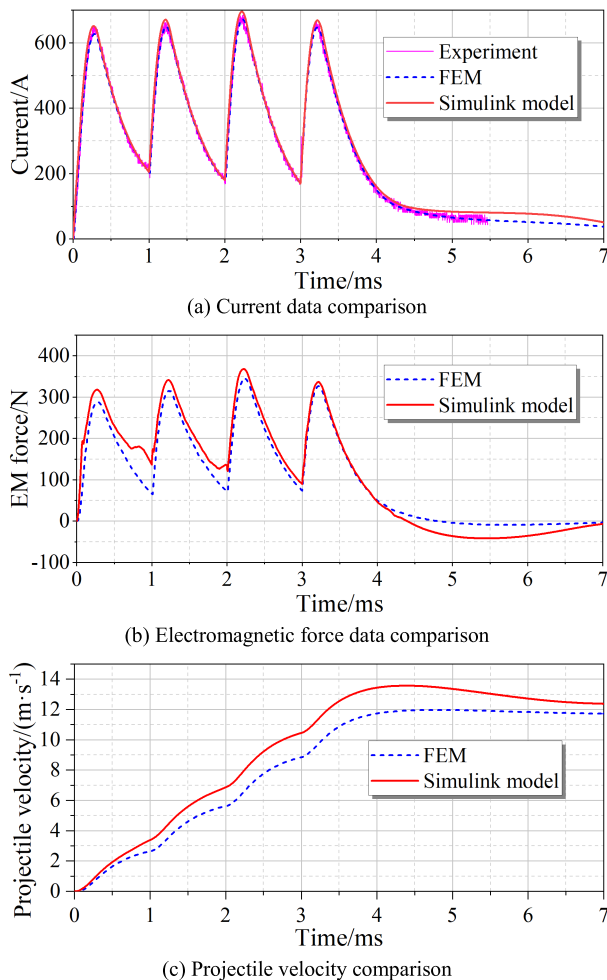 600
400
200
0
Current/A
Experiment
FEM
Simulink model
0 1 2 3 4 5 6 7
Time/ms
(a) Current data comparison
400
300
200
100
0
-100
EM force/N
FEM
Simulink model
0 1 2 3 4 5 6 7
Time/ms
(b) Electromagnetic force data comparison
14
12
10
8
6
4
2
0
Projectile velocity/(m·s⁻¹)
FEM
Simulink model
0 1 2 3 4 5 6 7
Time/ms
(c) Projectile velocity comparison